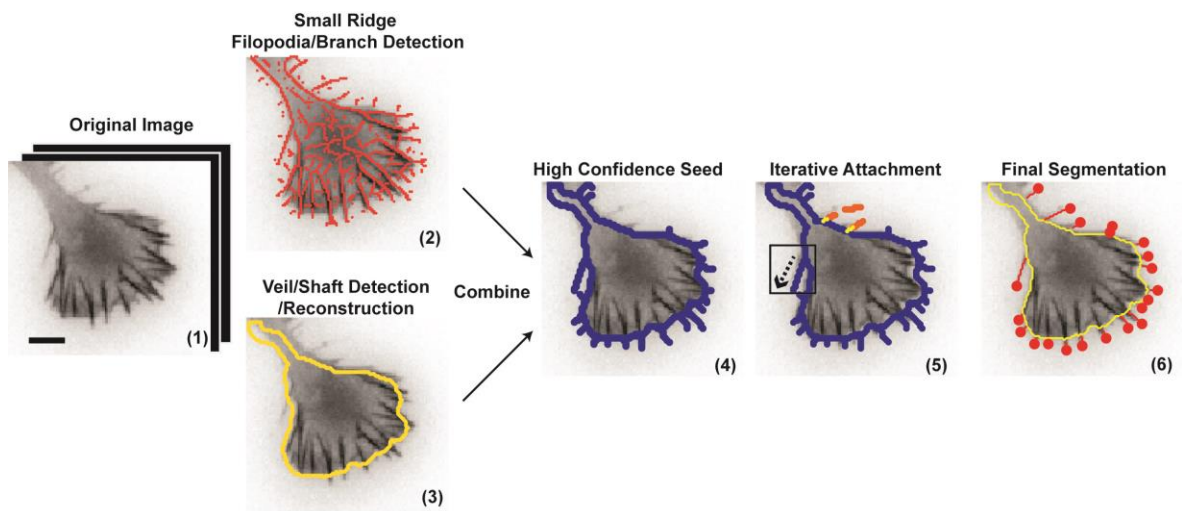 Original Image
(1)
Small Ridge
Filopodia/Branch Detection
(2)
Veil/Shaft Detection
/Reconstruction
(3)
Combine
High Confidence Seed
(4)
Iterative Attachment
(5)
Final Segmentation
(6)